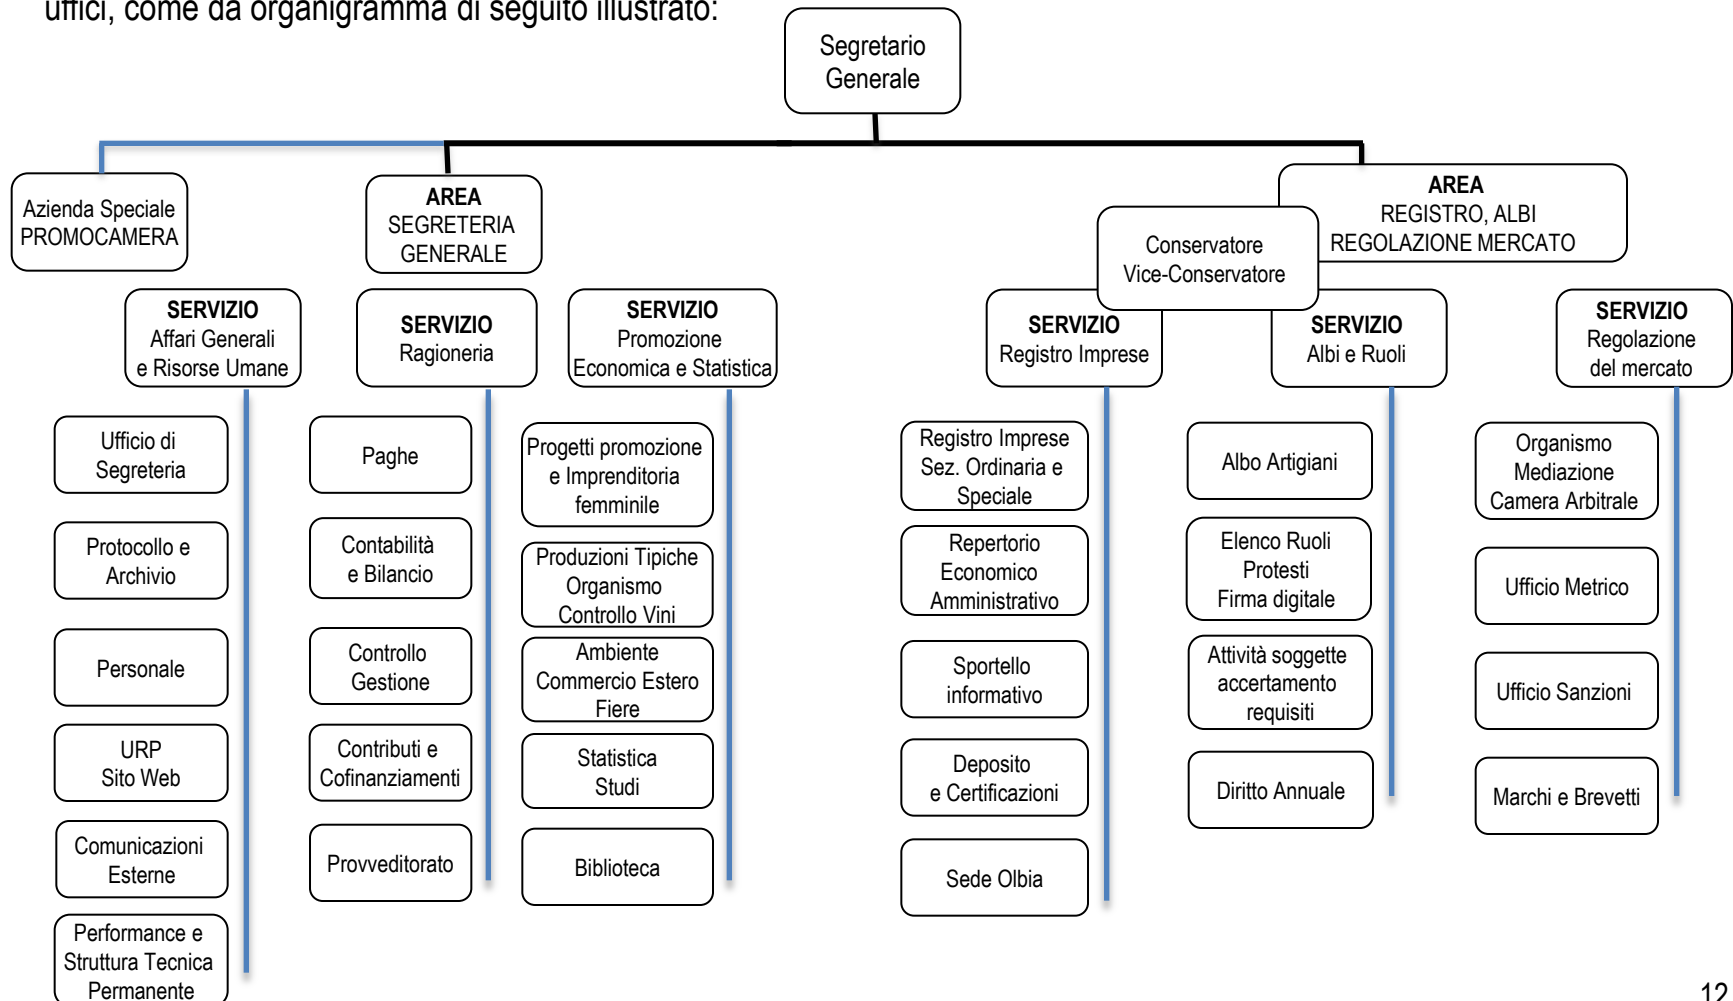 uffici, come da organigramma di seguito illustrato:
Segretario
Generale
Azienda Speciale
PROMOCAMERA
AREA
SEGRETERIA
GENERALE
AREA
REGISTRO, ALBI
REGOLAZIONE MERCATO
Conservatore
Vice-Conservatore
SERVIZIO
Affari Generali
e Risorse Umane
SERVIZIO
Ragioneria
SERVIZIO
Promozione
Economica e Statistica
SERVIZIO
Registro Imprese
SERVIZIO
Albi e Ruoli
SERVIZIO
Regolazione
del mercato
Ufficio di
Segreteria
Protocollo e
Archivio
Personale
URP
Sito Web
Comunicazioni
Esterne
Performance e
Struttura Tecnica
Permanente
Paghe
Contabilità
e Bilancio
Controllo
Gestione
Contributi e
Cofinanziamenti
Provveditorato
Progetti promozione
e Imprenditoria
femminile
Produzioni Tipiche
Organismo
Controllo Vini
Ambiente
Commercio Estero
Fiere
Statistica
Studi
Biblioteca
Registro Imprese
Sez. Ordinaria e
Speciale
Repertorio
Economico
Amministrativo
Sportello
informativo
Deposito
e Certificazioni
Sede Olbia
Albo Artigiani
Elenco Ruoli
Protesti
Firma digitale
Attività soggette
accertamento
requisiti
Diritto Annuale
Organismo
Mediazione
Camera Arbitrale
Ufficio Metrico
Ufficio Sanzioni
Marchi e Brevetti
12